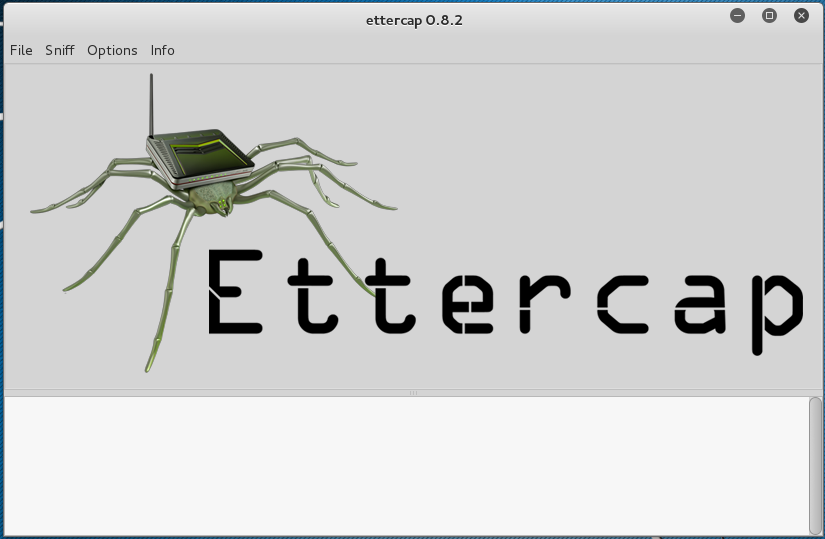 ettercap 0.8.2
File Sniff Options Info
Ettercap